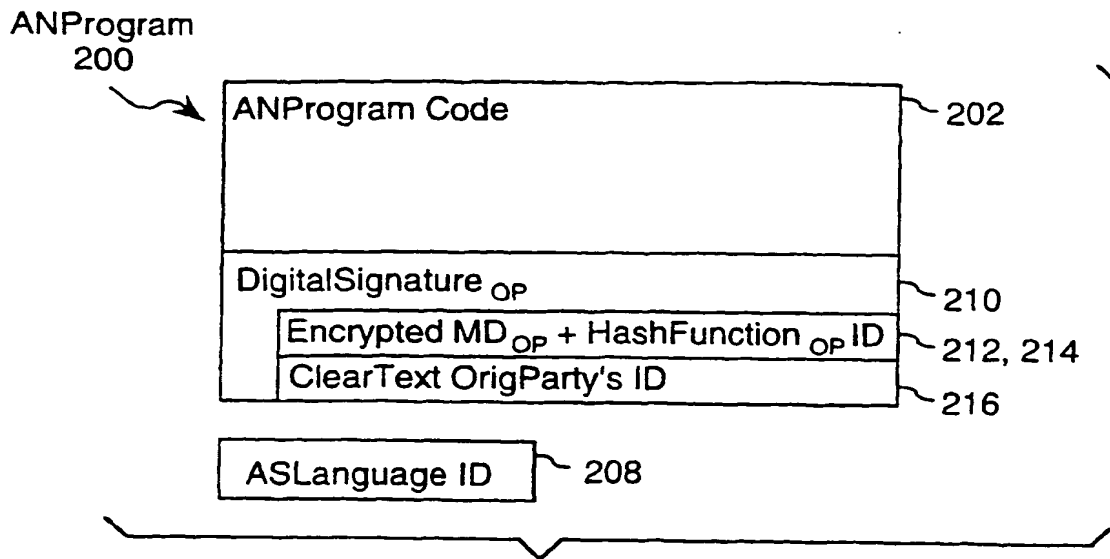 ANProgram
200
ANProgram Code
202
DigitalSignature OP
210
Encrypted MD OP + HashFunction OP ID
212, 214
ClearText OrigParty's ID
216
ASLanguage ID
208